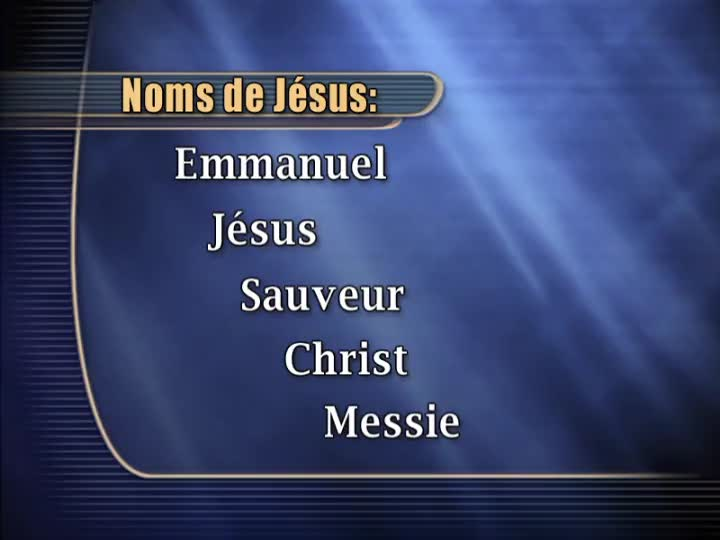 Noms de Jésus:
Emmanuel
Jésus
Sauveur
Christ
Messie